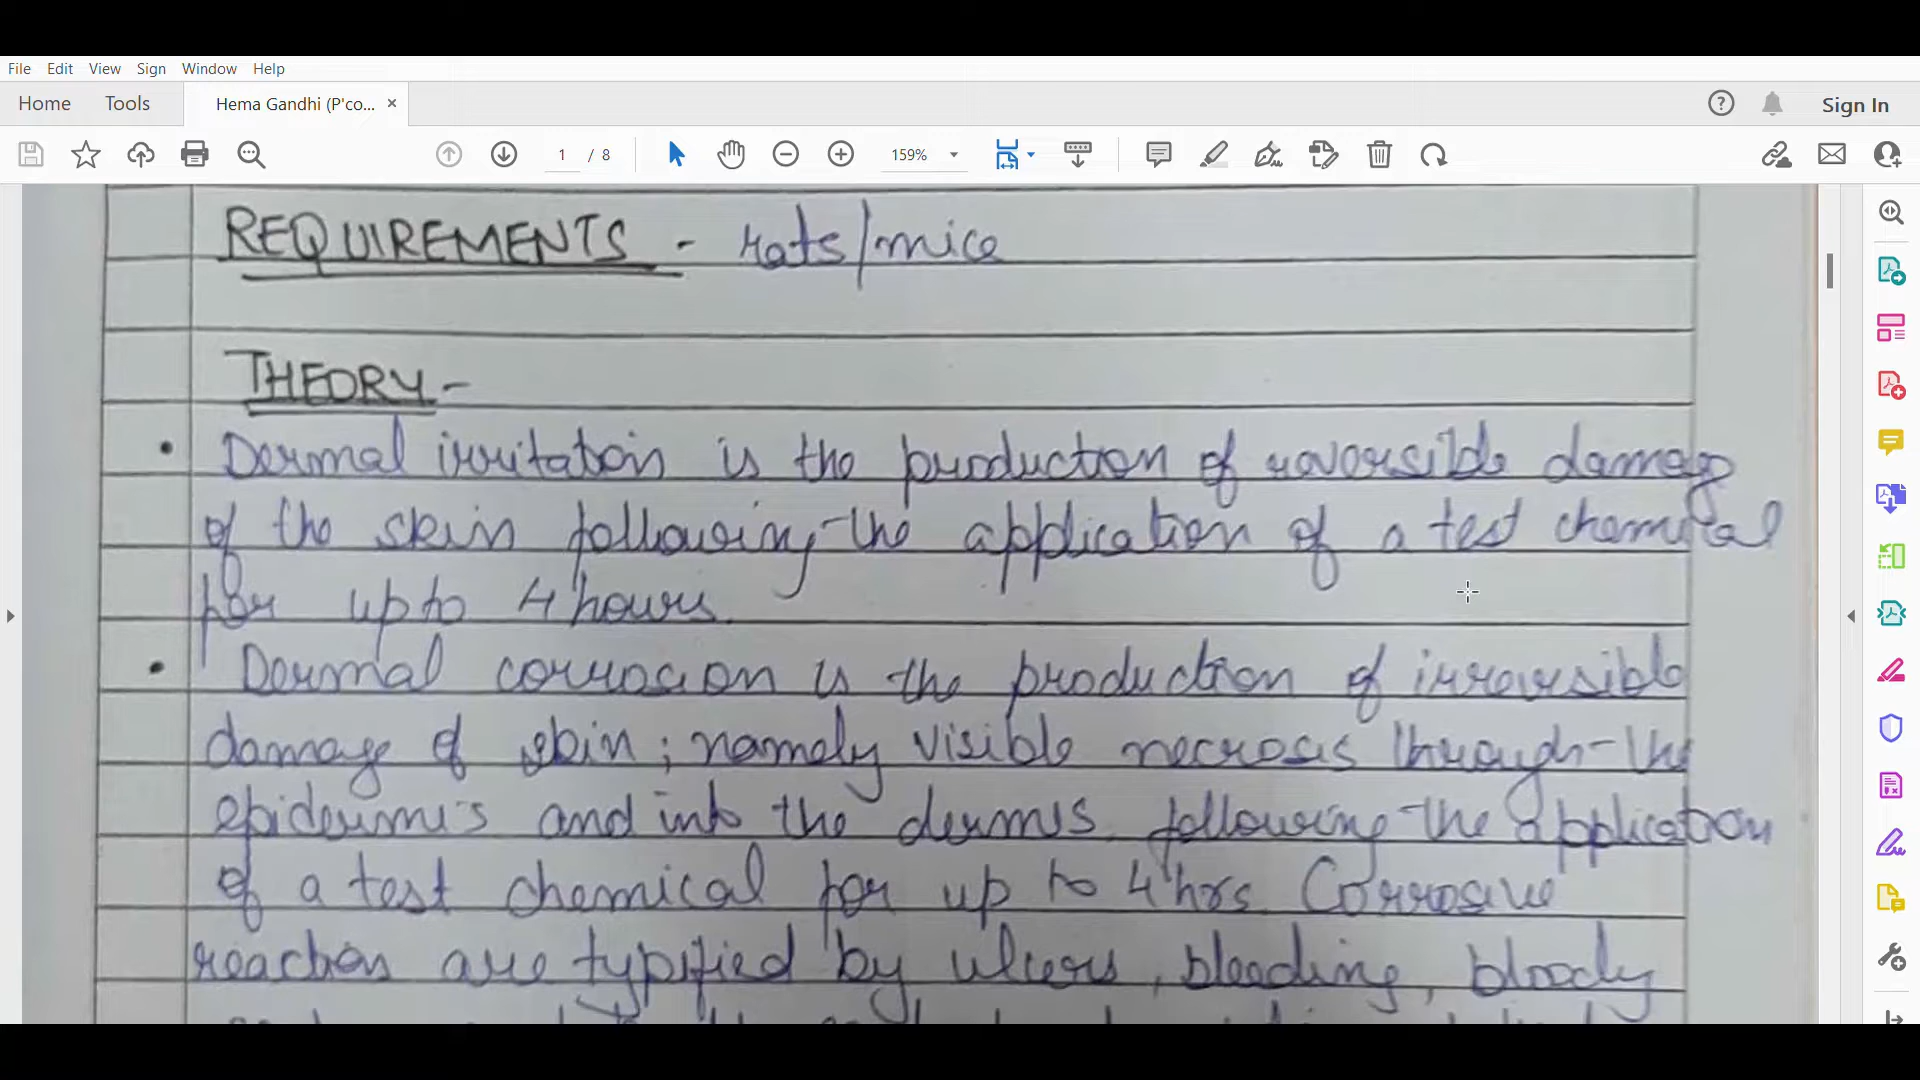 File Edit View Sign Window Help
Home Tools Hema Gandhi (P'co... × Sign In
1 / 8 159%
REQUIREMENTS - rats/mice
THEORY -
• Dermal irritation is the production of reversible damage
of the skin following the application of a test chemical
for upto 4 hours.
• Dermal corrosion is the production of irreversible
damage of skin; namely visible necrosis through the
epidermis and into the dermis, following the application
of a test chemical for up to 4 hrs. Corrosive
reactions are typified by ulcers, bleeding, bloody